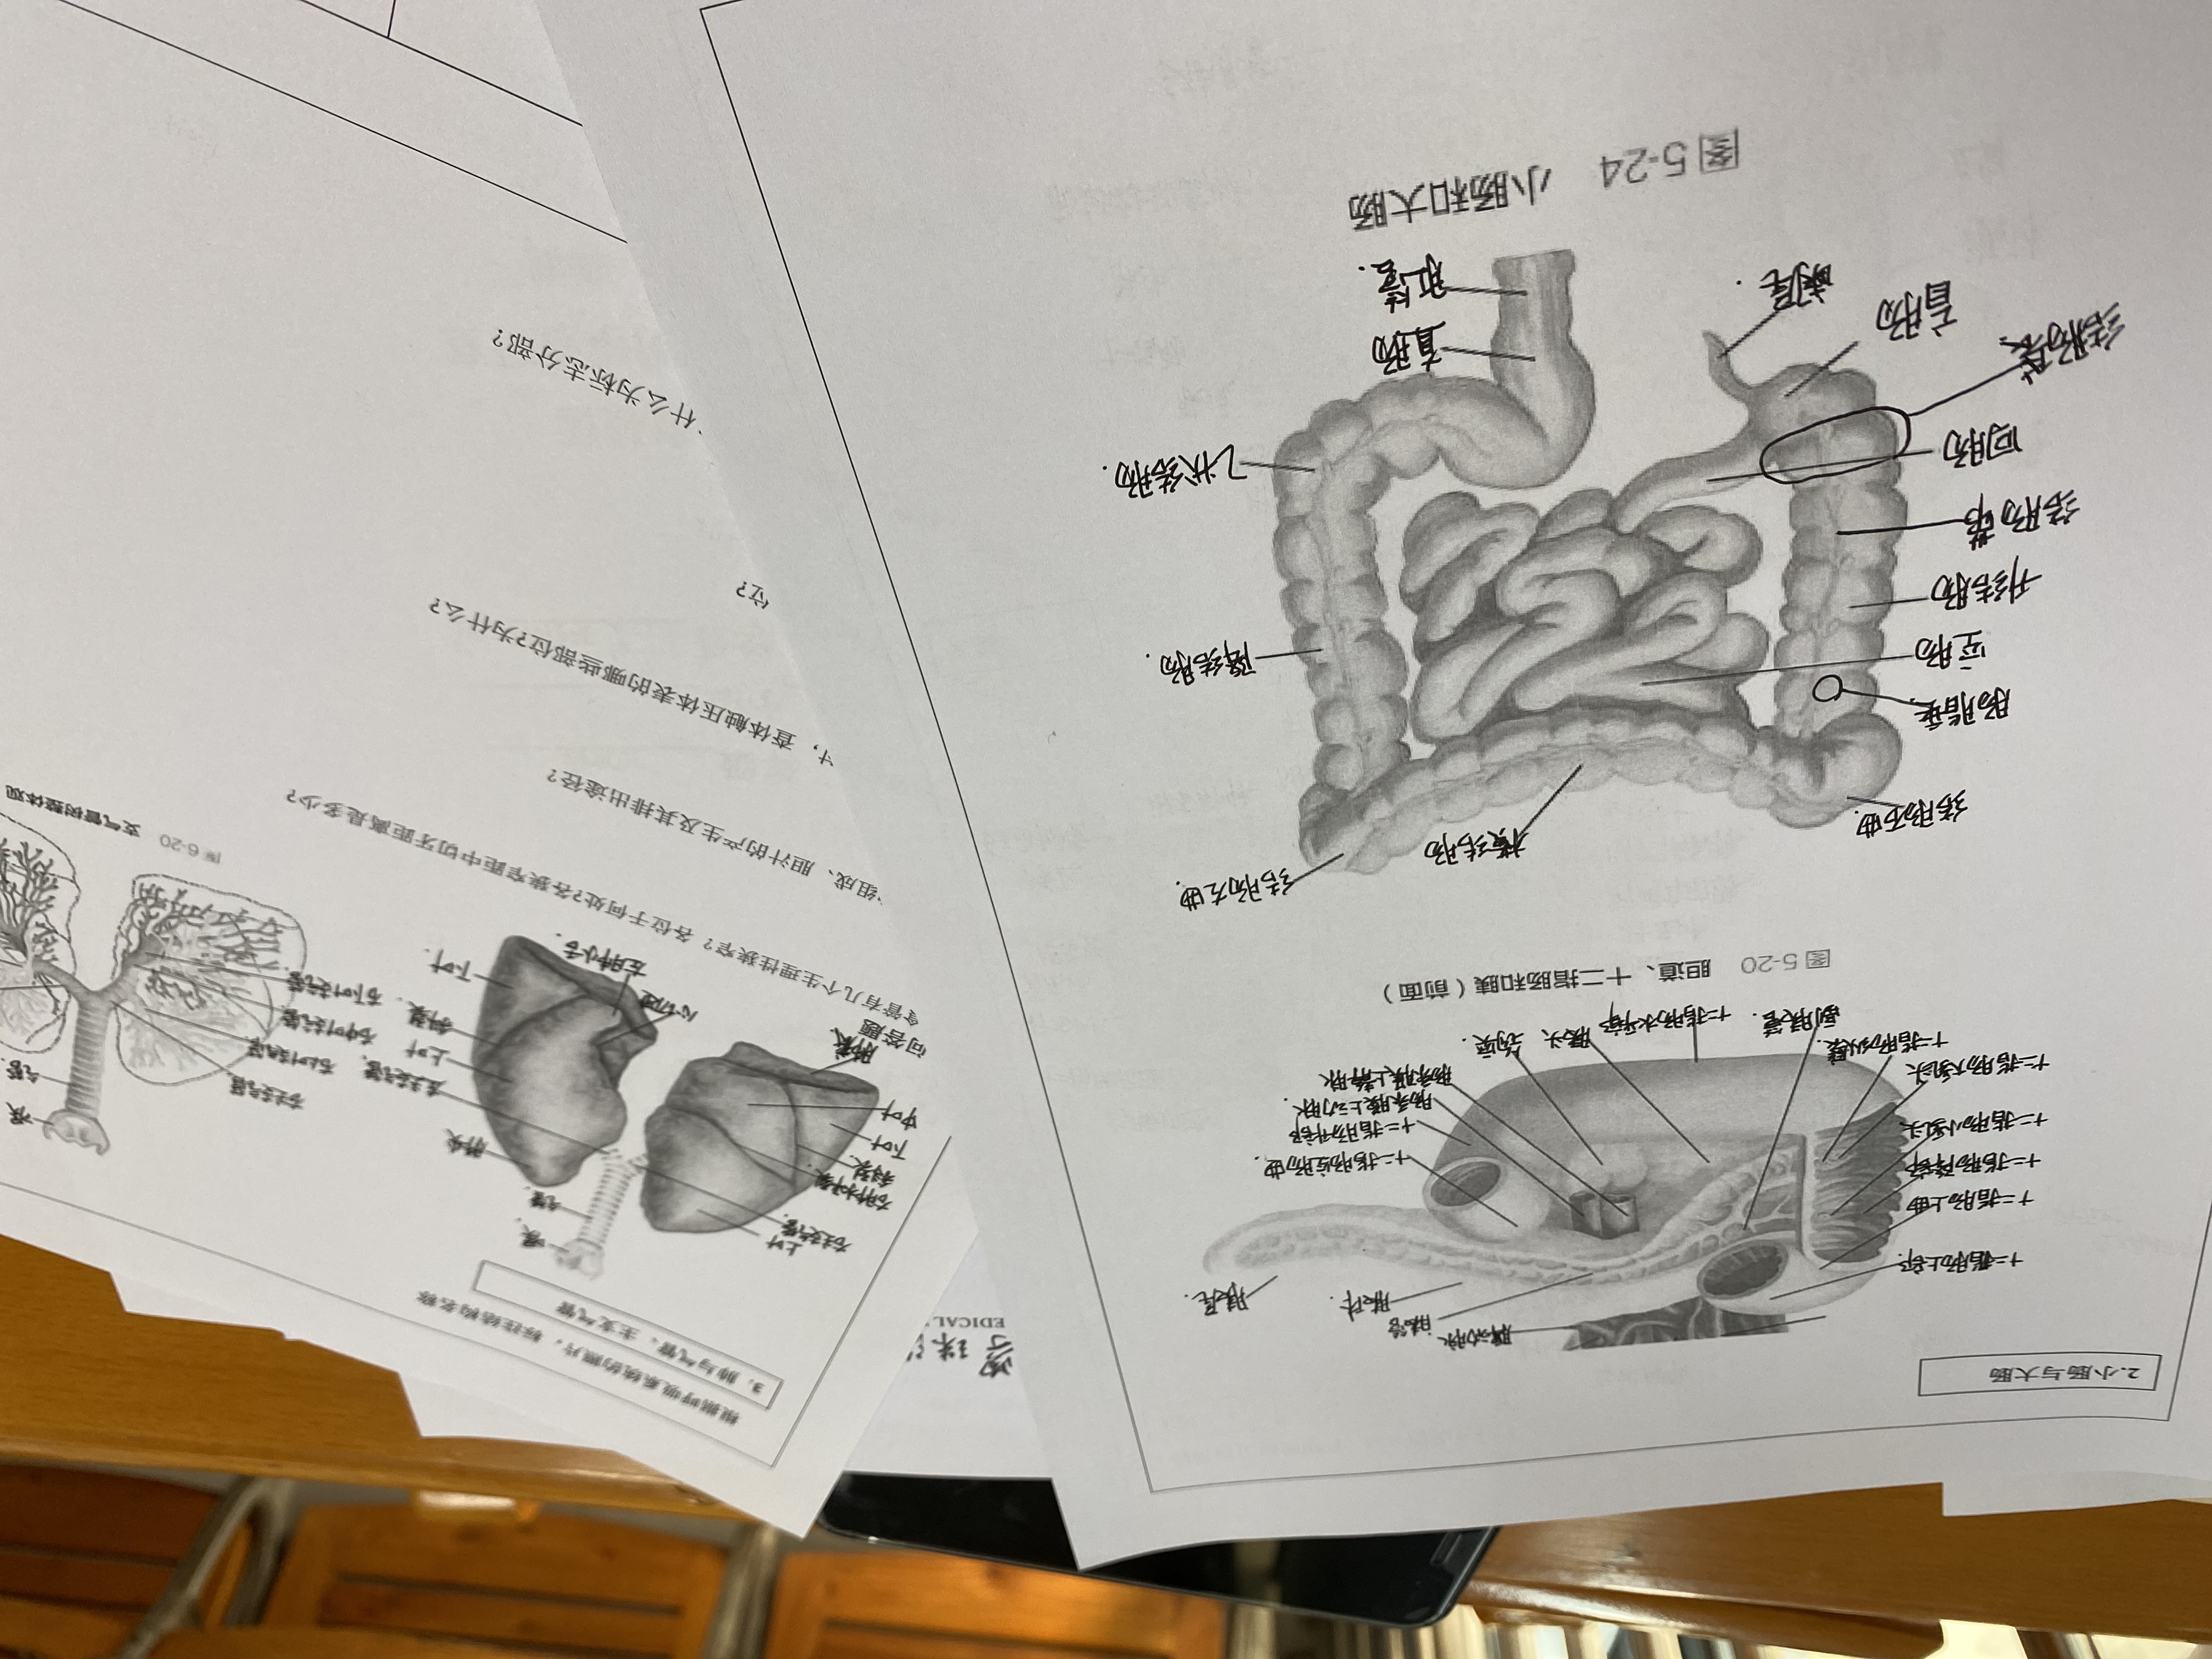 2.小肠与大肠
脾动脉
胰管
胰体
胰尾.
十二指肠上部.
十二指肠上曲
十二指肠降部
十二指肠小乳头
十二指肠大乳头
十二指肠纵襞.
副胰管.
十二指肠水平部
胰头
钩突.
十二指肠空肠曲.
十二指肠升部
肠系膜上动脉.
肠系膜上静脉
图 5-20 胆道、十二指肠和胰（前面）
结肠右曲.
横结肠
结肠左曲.
肠脂垂.
空肠
升结肠
结肠带
回肠
结肠袋.
盲肠
阑尾.
降结肠.
乙状结肠.
直肠
肛管.
图 5-24 小肠和大肠
学 珠
EDICAL
根据呼吸系统的照片，标注结构名称
3. 肺与气管、主支气管
喉.
气管.
肺尖
左主支气管.
上叶
斜裂.
下叶.
左肺小舌.
心切迹
上叶
右主支气管.
右肺水平裂.
斜裂.
下叶
中叶
喉
气管.
右主支气管
右上叶支气管
右中叶支气管
右下叶支气管
图 6-20 支气管树整体观
问答题
食管有几个生理性狭窄？各位于何处?各狭窄距中切牙距离是多少?
组成、胆汁的产生及其排出途径?
，查体触压体表的哪些部位?为什么?
位?
什么为标志分部?